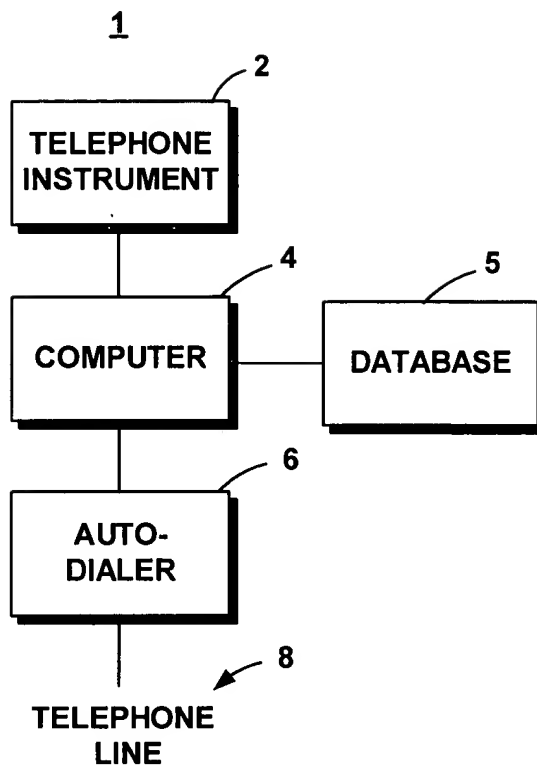 1
2
TELEPHONE
INSTRUMENT
4
5
COMPUTER
DATABASE
6
AUTO-
DIALER
8
TELEPHONE
LINE